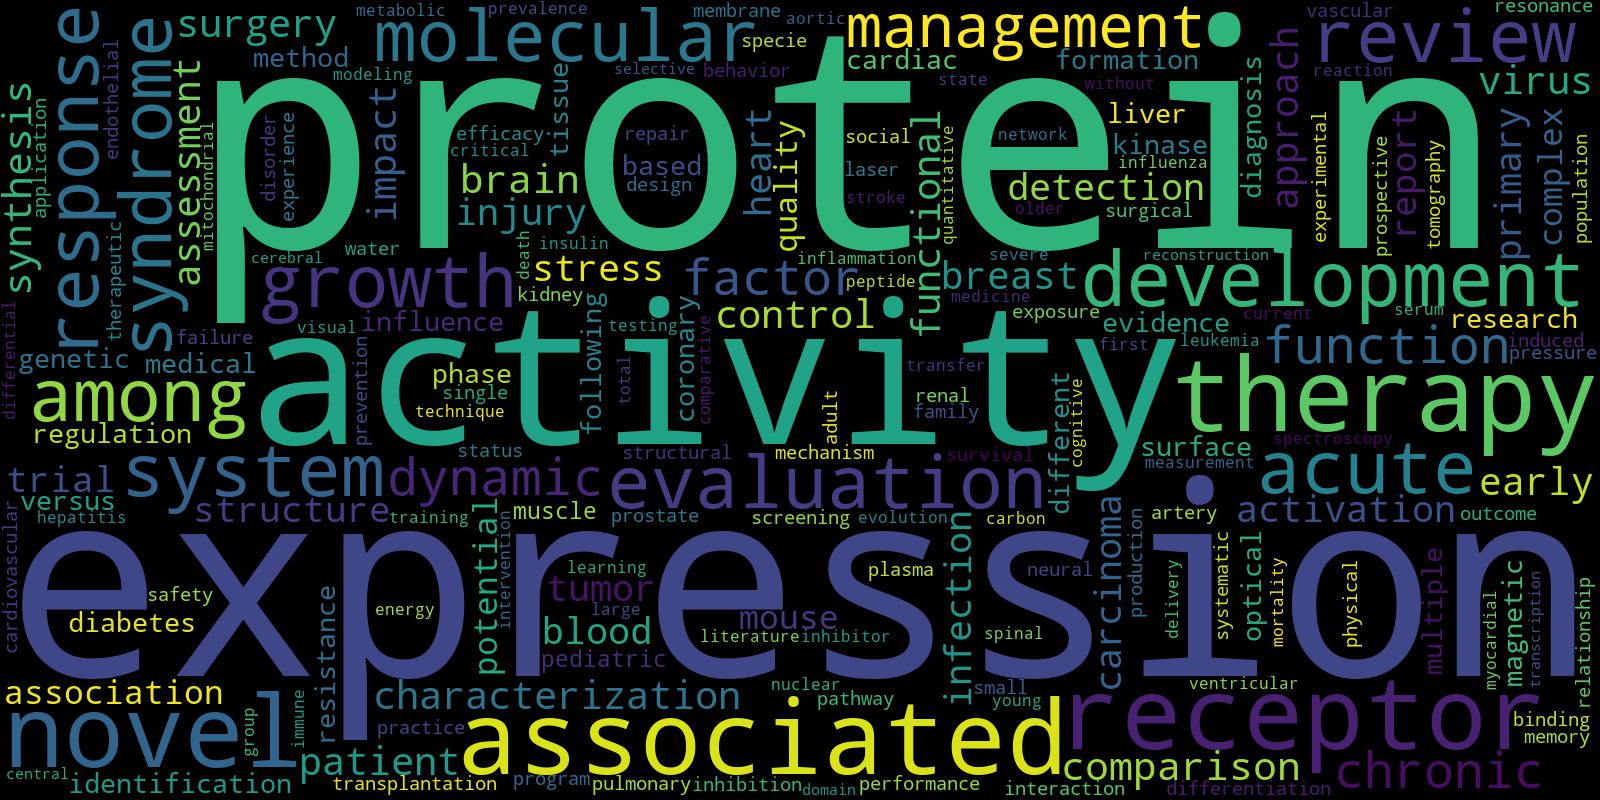 metabolic
prevalence
membrane
aortic
management
vascular
resonance
response
syndrome
surgery
molecular
specie
review
method
modeling
cardiac
formation
approach
virus
endothelial
tissue
selective
behavior
state
without
reaction
synthesis
application
assessment
protein
impact
heart
quality
social
functional
diagnosis
liver
primary
complex
mitochondrial
disorder
experience
efficacy
critical
repair
based
design
laser
stroke
quantitative
network
kinase
influenza
experimental
prospective
report
tomography
population
brain
injury
detection
older
surgical
therapeutic
cerebral
water
death
insulin
inflammation
severe
reconstruction
growth
stress
factor
peptide
breast
development
kidney
medicine
exposure
serum
differential
visual
influence
following
testing
coronary
comparative
control
evidence
current
research
failure
first
leukemia
function
induced
pressure
genetic
medical
prevention
activity
total
transfer
therapy
among
phase
single
technique
adult
renal
family
different
cognitive
regulation
status
structural
mechanism
survival
surface
spectroscopy
measurement
trial
system
dynamic
evaluation
acute
early
versus
hepatitis
structure
training
potential
intervention
muscle
prostate
screening
evolution
infection
carbon
carcinoma
production
artery
activation
outcome
cardiovascular
expression
learning
plasma
neural
delivery
systematic
optical
mortality
physical
multiple
myocardial
magnetic
transcription
relationship
safety
diabetes
resistance
energy
tumor
large
mouse
blood
literature
inhibitor
spinal
pediatric
association
characterization
nuclear
pathway
small
young
ventricular
novel
group
immune
practice
associated
receptor
binding
memory
central
identification
patient
transplantation
program
pulmonary
inhibition
domain
performance
comparison
interaction
differentiation
chronic